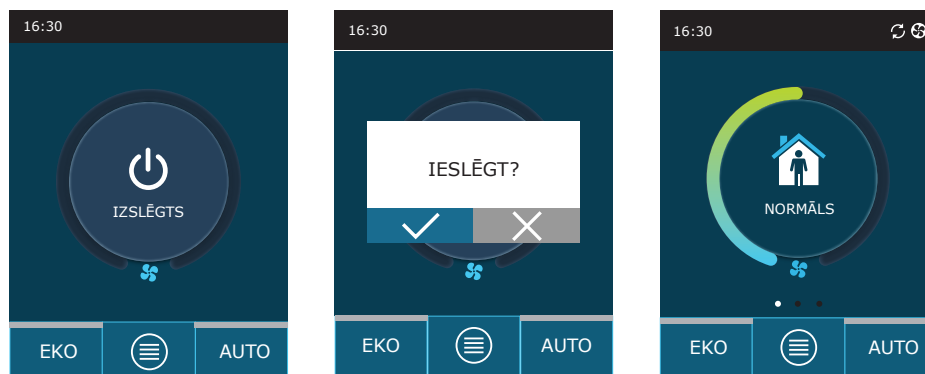 16:30
IZSLĒGTS
EKO
AUTO
16:30
IESLĒGT?
EKO
AUTO
16:30
NORMĀLS
EKO
AUTO